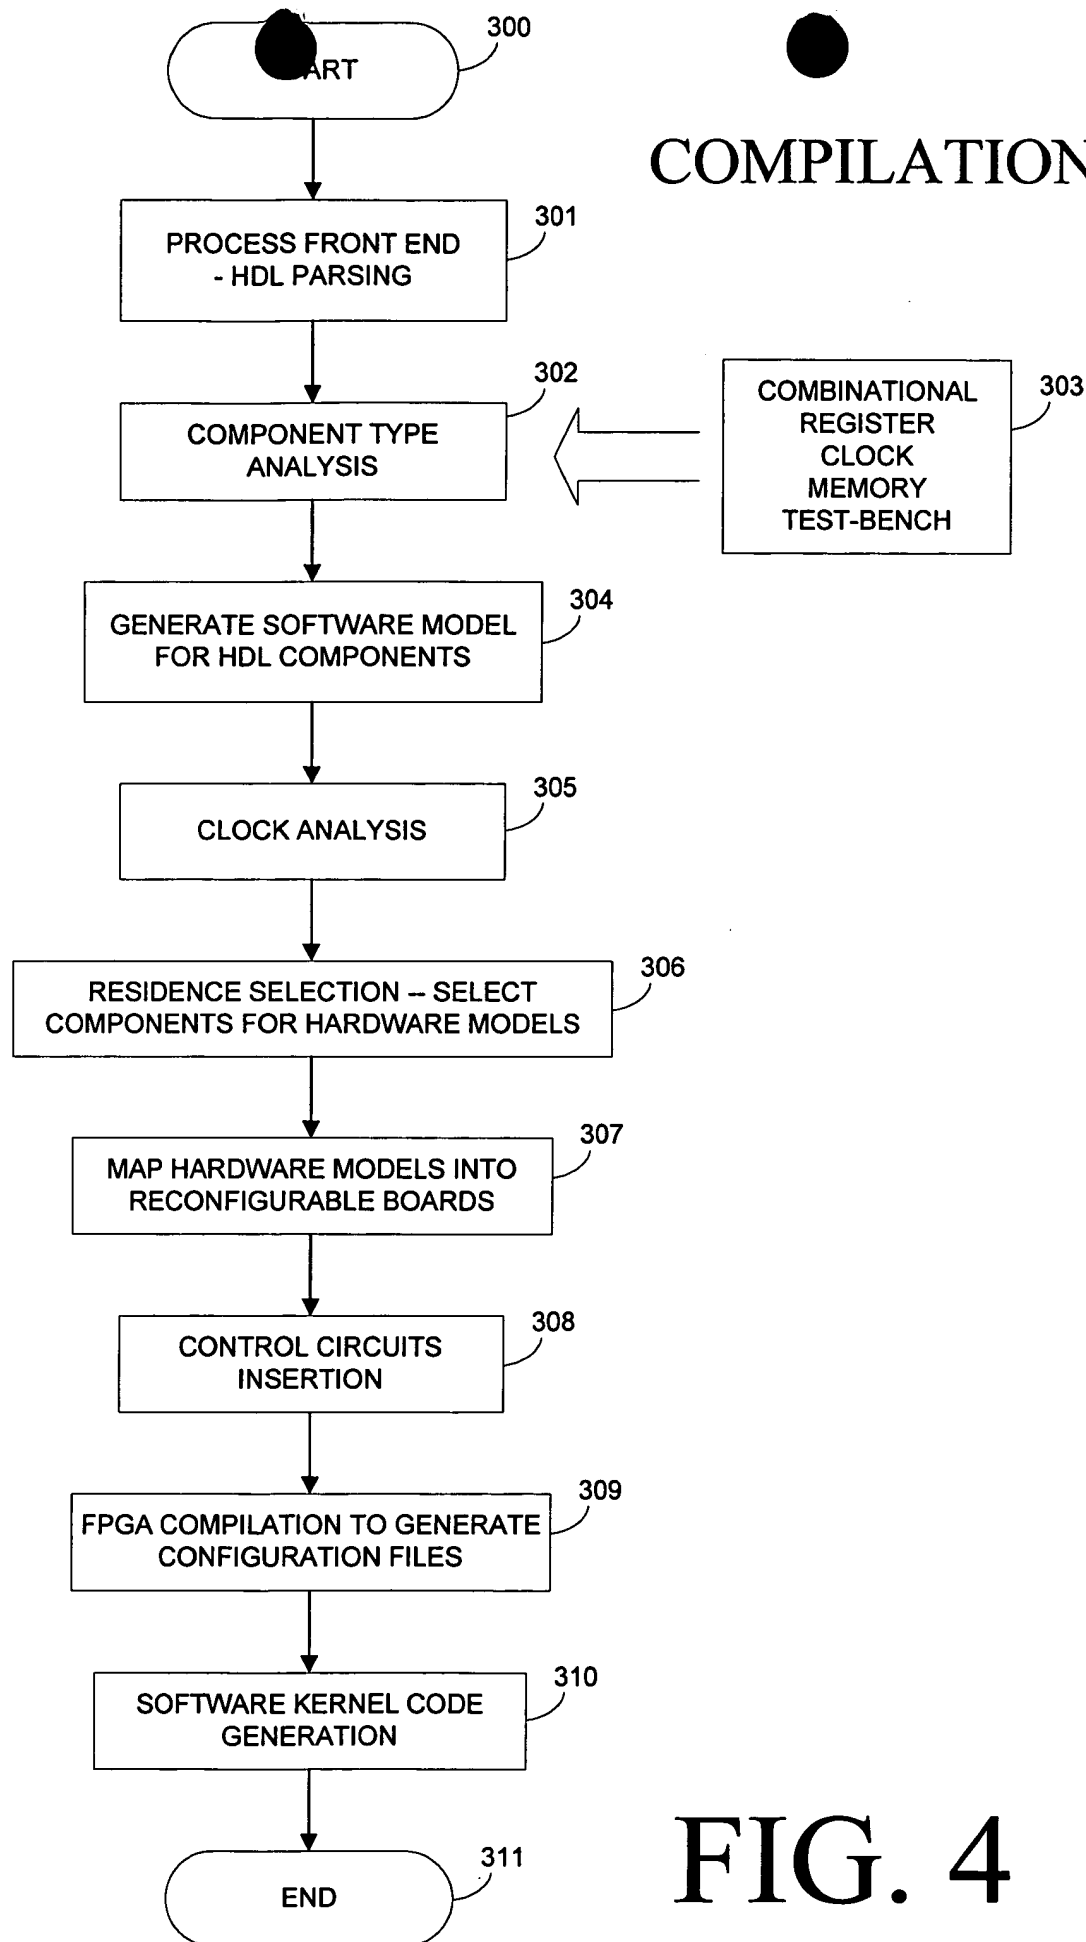 300
ART
COMPILATION
301
PROCESS FRONT END
- HDL PARSING
302
COMPONENT TYPE
ANALYSIS
303
COMBINATIONAL
REGISTER
CLOCK
MEMORY
TEST-BENCH
304
GENERATE SOFTWARE MODEL
FOR HDL COMPONENTS
305
CLOCK ANALYSIS
306
RESIDENCE SELECTION – SELECT
COMPONENTS FOR HARDWARE MODELS
307
MAP HARDWARE MODELS INTO
RECONFIGURABLE BOARDS
308
CONTROL CIRCUITS
INSERTION
309
FPGA COMPILATION TO GENERATE
CONFIGURATION FILES
310
SOFTWARE KERNEL CODE
GENERATION
311
END
FIG. 4